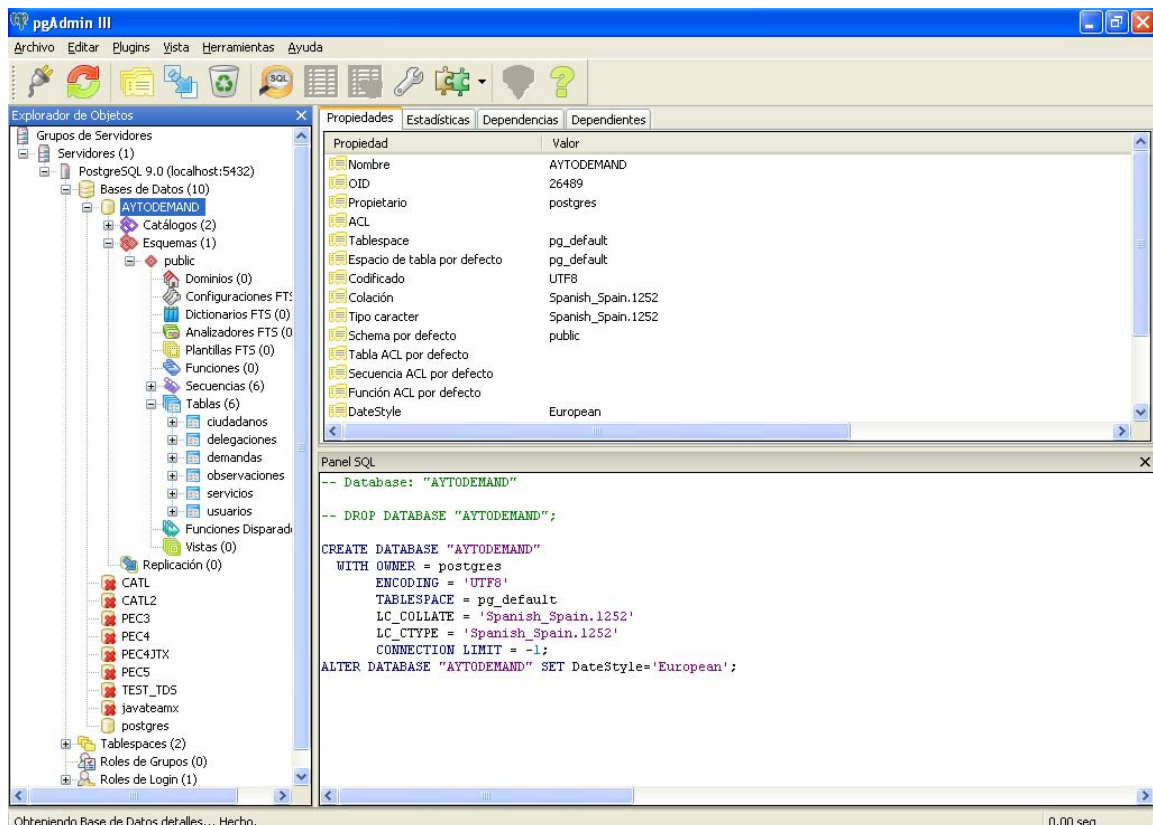 pgAdmin III
Archivo Editar Plugins Vista Herramientas Ayuda
SQL
Explorador de Objetos
Grupos de Servidores
Servidores (1)
PostgreSQL 9.0 (localhost:5432)
Bases de Datos (10)
AYTODEMAND
Catálogos (2)
Esquemas (1)
public
Dominios (0)
Configuraciones FTS
Dictionarios FTS (0)
Analizadores FTS (0
Plantillas FTS (0)
Funciones (0)
Secuencias (6)
Tablas (6)
ciudadanos
delegaciones
demandas
observaciones
servicios
usuarios
Funciones Disparad
Vistas (0)
Replicación (0)
CATL
CATL2
PEC3
PEC4
PEC4JTX
PEC5
TEST_TDS
javateamx
postgres
Tablespaces (2)
Roles de Grupos (0)
Roles de Login (1)
Propiedades Estadísticas Dependencias Dependientes
Propiedad Valor
Nombre AYTODEMAND
OID 26489
Propietario postgres
ACL
Tablespace pg_default
Espacio de tabla por defecto pg_default
Codificado UTF8
Colación Spanish_Spain.1252
Tipo caracter Spanish_Spain.1252
Schema por defecto public
Tabla ACL por defecto
Secuencia ACL por defecto
Función ACL por defecto
DateStyle European
Panel SQL
-- Database: "AYTODEMAND"
-- DROP DATABASE "AYTODEMAND";
CREATE DATABASE "AYTODEMAND"
WITH OWNER = postgres
ENCODING = 'UTF8'
TABLESPACE = pg_default
LC_COLLATE = 'Spanish_Spain.1252'
LC_CTYPE = 'Spanish_Spain.1252'
CONNECTION LIMIT = -1;
ALTER DATABASE "AYTODEMAND" SET DateStyle='European';
Obteniendo Base de Datos detalles... Hecho. 0.00 seg